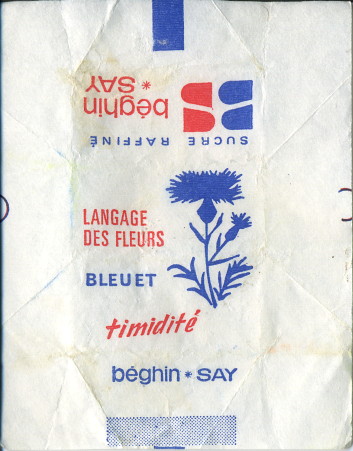 béghin
* SAY
SUCRE RAFFINÉ
LANGAGE
DES FLEURS
BLEUET
timidité
béghin * SAY